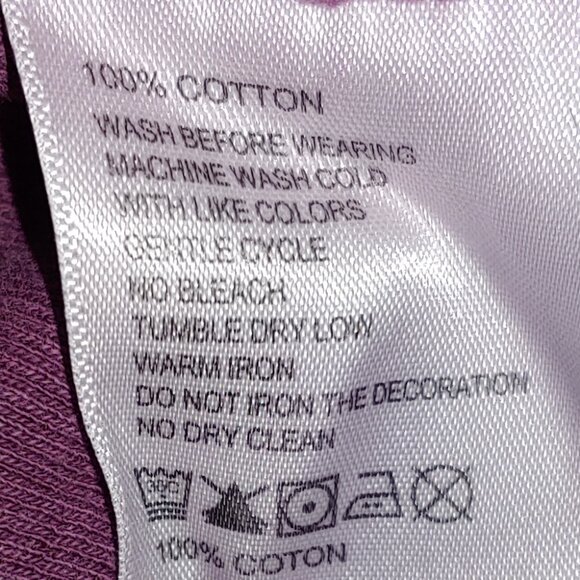 100% COTTON
WASH BEFORE WEARING
MACHINE WASH COLD
WITH LIKE COLORS
GENTLE CYCLE
NO BLEACH
TUMBLE DRY LOW
WARM IRON
DO NOT IRON THE DECORATION
NO DRY CLEAN
30C
100% COTON